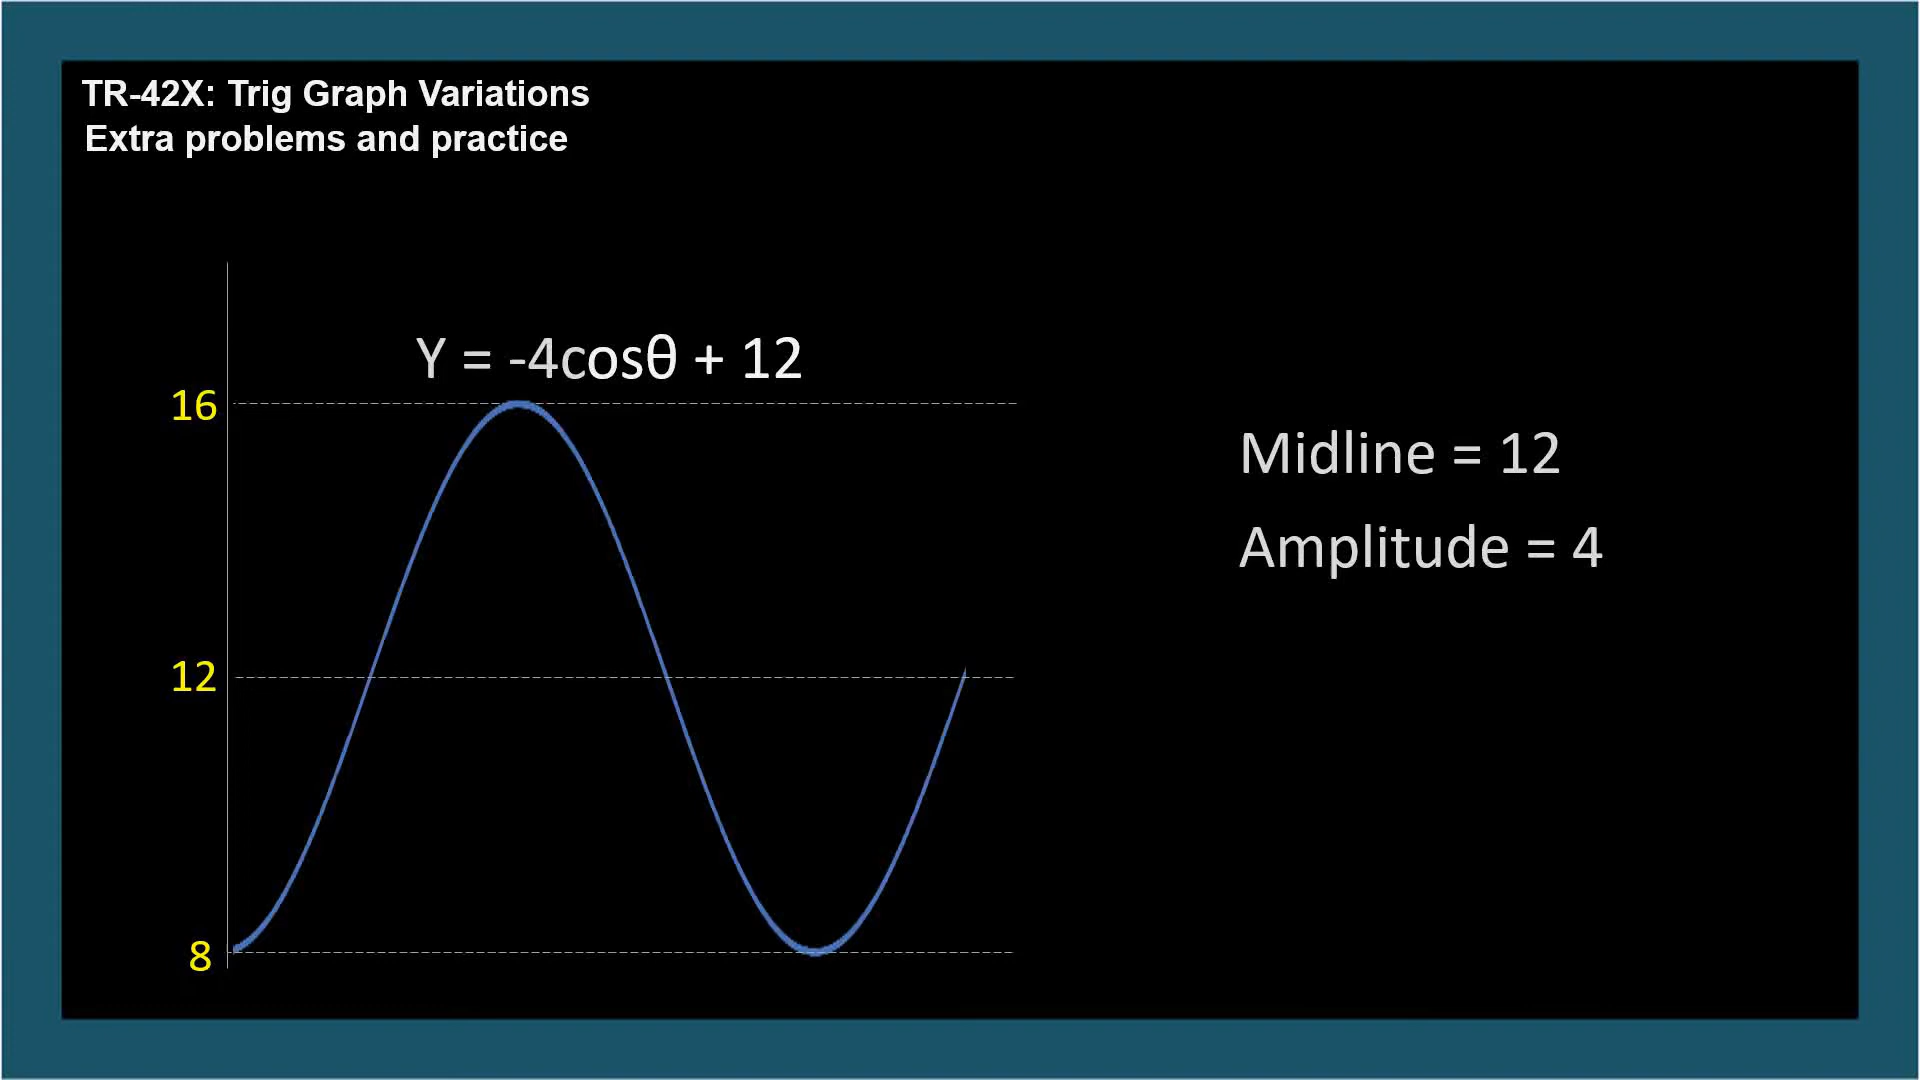 TR-42X: Trig Graph Variations
Extra problems and practice
Y = -4cosθ + 12
16
Midline = 12
Amplitude = 4
12
8